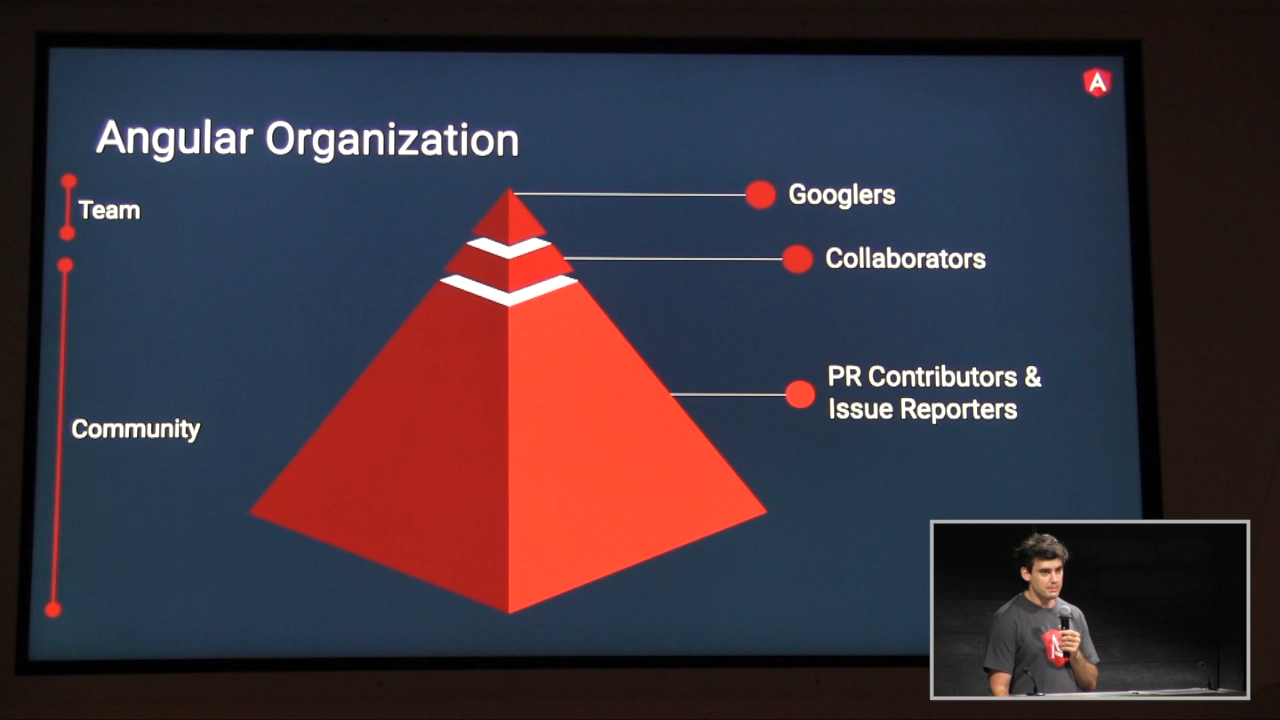 A
Angular Organization
Team
Googlers
Collaborators
PR Contributors &
Issue Reporters
Community